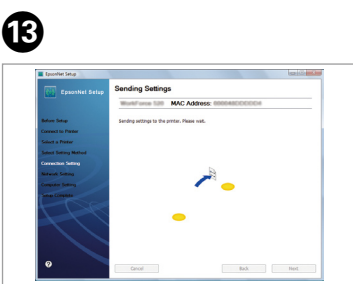 13
EpsonNet Setup
EpsonNet Setup
Sending Settings
WorkForce 520 MAC Address:
Before Setup
Sending settings to the printer. Please wait.
Connect to Printer
Select a Printer
Select Setting Method
Connection Setting
Network Setting
Computer Setting
Setup Complete
?
Cancel
Back
Next